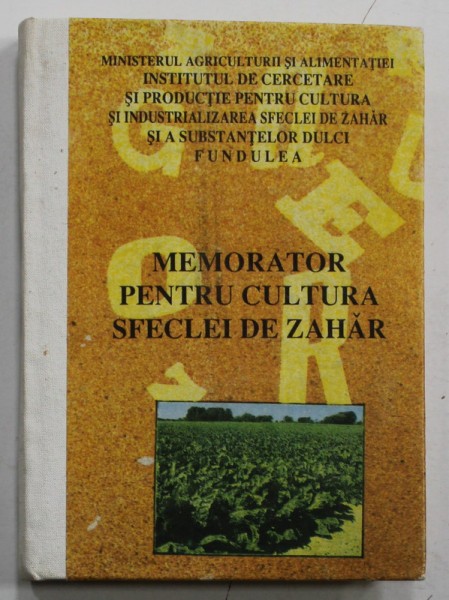 MINISTERUL AGRICULTURII ŞI ALIMENTAŢIEI
INSTITUTUL DE CERCETARE
ŞI PRODUCŢIE PENTRU CULTURA
ŞI INDUSTRIALIZAREA SFECLEI DE ZAHĂR
ŞI A SUBSTANŢELOR DULCI
FUNDULEA
MEMORATOR
PENTRU CULTURA
SFECLEI DE ZAHĂR